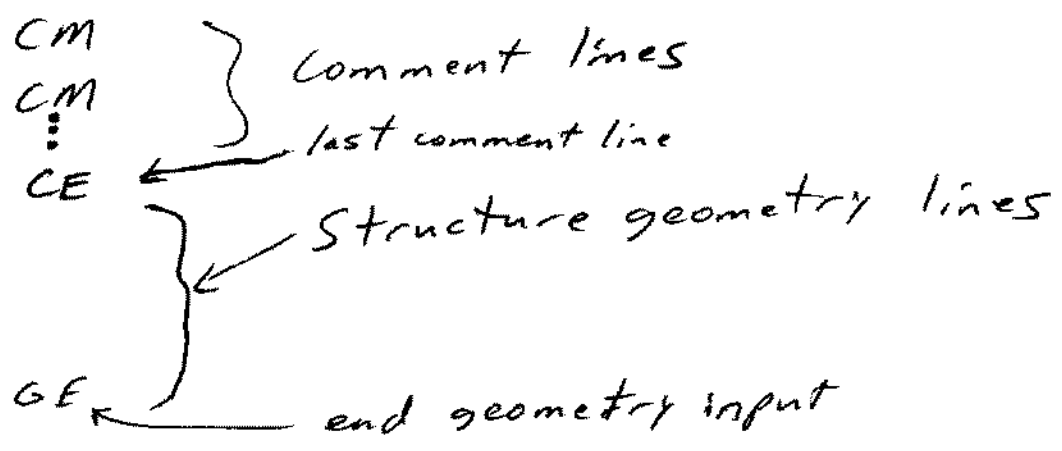 CM
Comment lines
CM
last comment line
CE
Structure geometry lines
GE
end geometry input